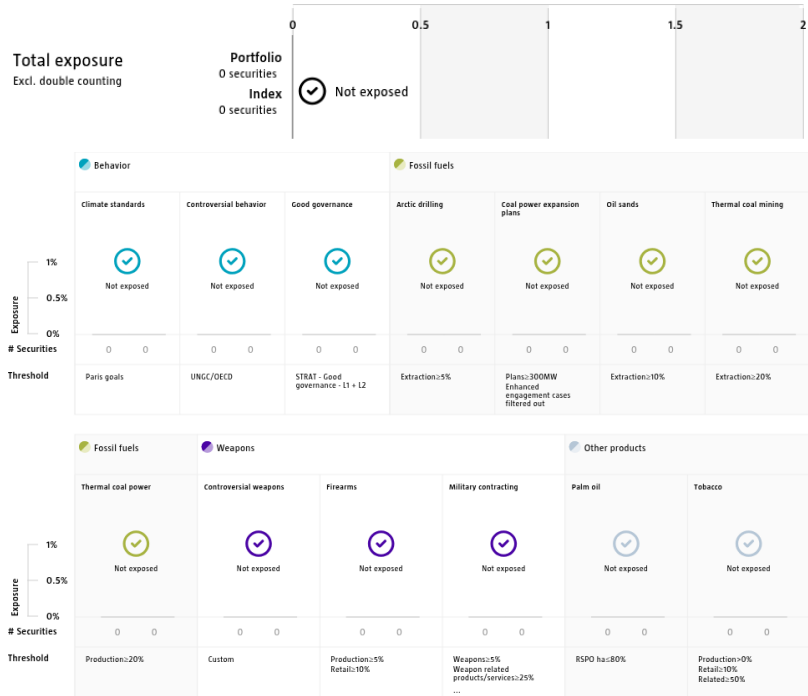 0 0.5 1 1.5 2
Total exposure
Excl. double counting
Portfolio
0 securities
Index
0 securities
Not exposed
Behavior
Fossil fuels
Climate standards
Controversial behavior
Good governance
Arctic drilling
Coal power expansion
plans
Oil sands
Thermal coal mining
Exposure
1%
0.5%
0%
Not exposed
Not exposed
Not exposed
Not exposed
Not exposed
Not exposed
Not exposed
# Securities
0 0
0 0
0 0
0 0
0 0
0 0
0 0
Threshold
Paris goals
UNGC/OECD
STRAT - Good
governance - L1 + L2
Extraction≥5%
Plans≥300MW
Enhanced
engagement cases
filtered out
Extraction≥10%
Extraction≥20%
Fossil fuels
Weapons
Other products
Thermal coal power
Controversial weapons
Firearms
Military contracting
Palm oil
Tobacco
Exposure
1%
0.5%
0%
Not exposed
Not exposed
Not exposed
Not exposed
Not exposed
Not exposed
# Securities
0 0
0 0
0 0
0 0
0 0
0 0
Threshold
Production≥20%
Custom
Production≥5%
Retail≥10%
Weapons≥5%
Weapon related
products/services≥25%
...
RSPO ha≤80%
Production>0%
Retail≥10%
Related≥50%